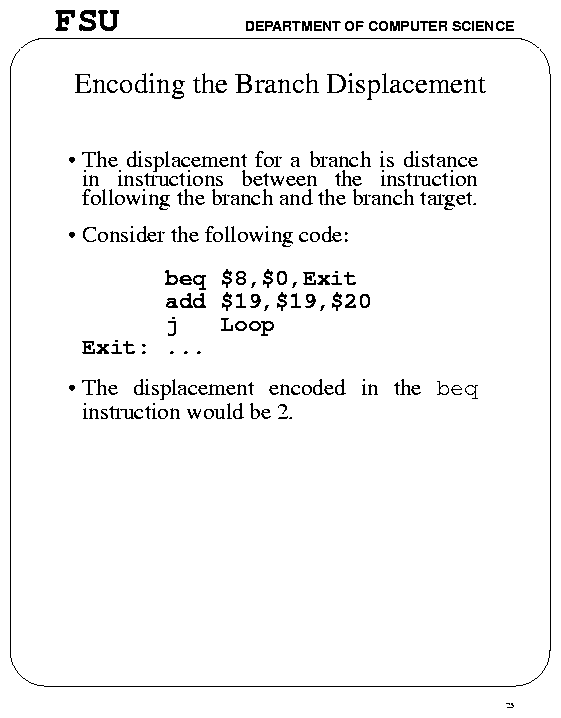 FSU DEPARTMENT OF COMPUTER SCIENCE
Encoding the Branch Displacement
• The displacement for a branch is distance
in instructions between the instruction
following the branch and the branch target.
• Consider the following code:
beq $8,$0,Exit
add $19,$19,$20
j Loop
Exit: ...
• The displacement encoded in the beq
instruction would be 2.